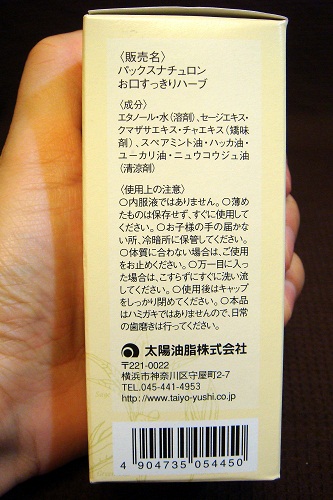 〈販売名〉
パックスナチュロン
お口すっきりハーブ
〈成分〉
エタノール・水(溶剤)、セージエキス・
クマザサエキス・チャエキス(矯味
剤)、スペアミント油・ハッカ油・
ユーカリ油・ニュウコウジュ油
(清涼剤)
〈使用上の注意〉
○内服液ではありません。○薄め
たものは保存せず、すぐに使用して
ください。○お子様の手の届かな
い所、冷暗所に保管してください。
○体質に合わない場合は、ご使用
をお止めください。○万一目に入っ
た場合は、こすらずすぐに洗い流
してください。○使用後はキャップ
をしっかり閉めてください。○本品
はハミガキではありませんので、日常
の歯磨きは行ってください。
太陽油脂株式会社
〒221-0022
横浜市神奈川区守屋町2-7
TEL.045-441-4953
http://www.taiyo-yushi.co.jp
4 904735 054450